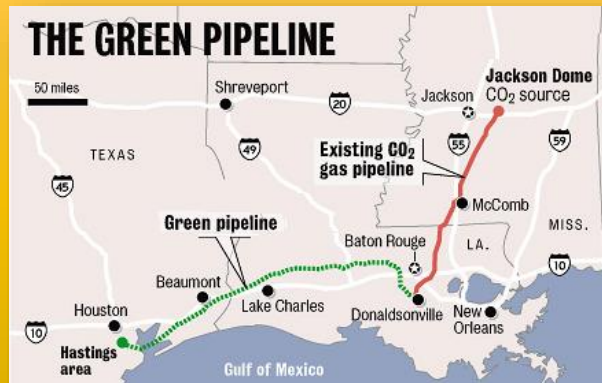 THE GREEN PIPELINE
50 miles
Shreveport
20
Jackson
Jackson Dome
CO₂ source
TEXAS
49
Existing CO₂
gas pipeline
55
59
45
McComb
MISS.
Green pipeline
Baton Rouge
LA.
10
Beaumont
Lake Charles
Donaldsonville
New
Orleans
Houston
10
Hastings
area
Gulf of Mexico